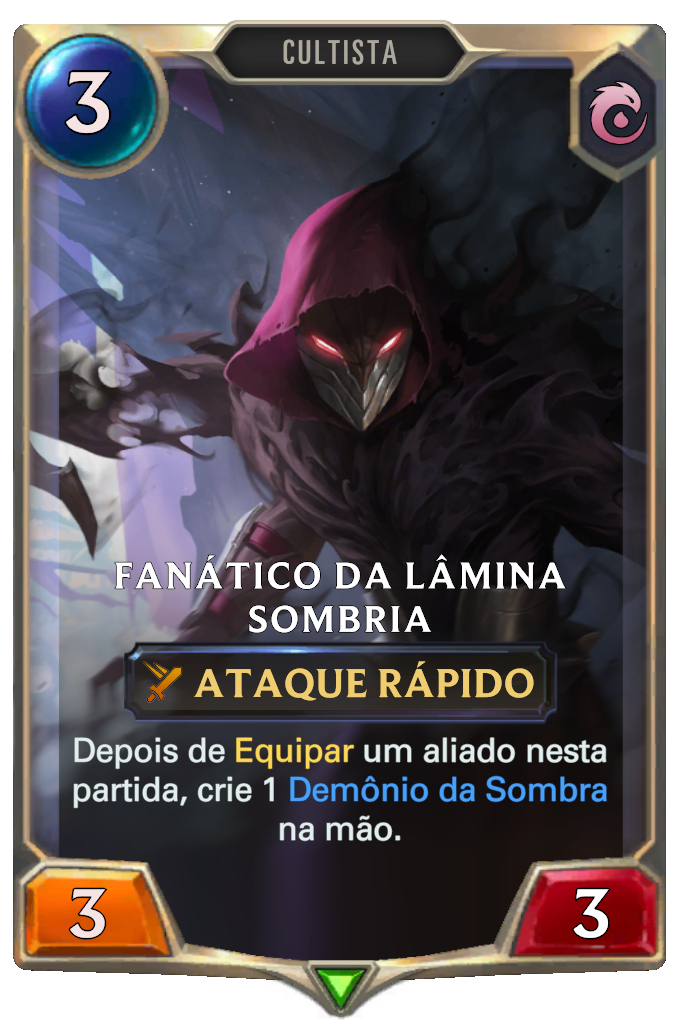 CULTISTA
3
FANÁTICO DA LÂMINA
SOMBRIA
ATAQUE RÁPIDO
Depois de Equipar um aliado nesta
partida, crie 1 Demônio da Sombra
na mão.
3
3